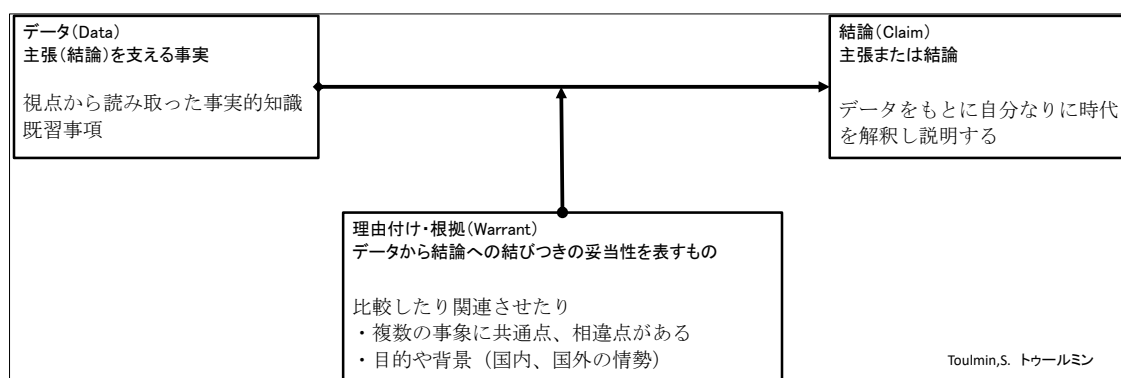 データ(Data)
主張(結論)を支える事実
視点から読み取った事実的知識
既習事項
結論(Claim)
主張または結論
データをもとに自分なりに時代
を解釈し説明する
理由付け・根拠(Warrant)
データから結論への結びつきの妥当性を表すもの
比較したり関連させたり
・複数の事象に共通点、相違点がある
・目的や背景（国内、国外の情勢）
Toulmin,S. トゥールミン